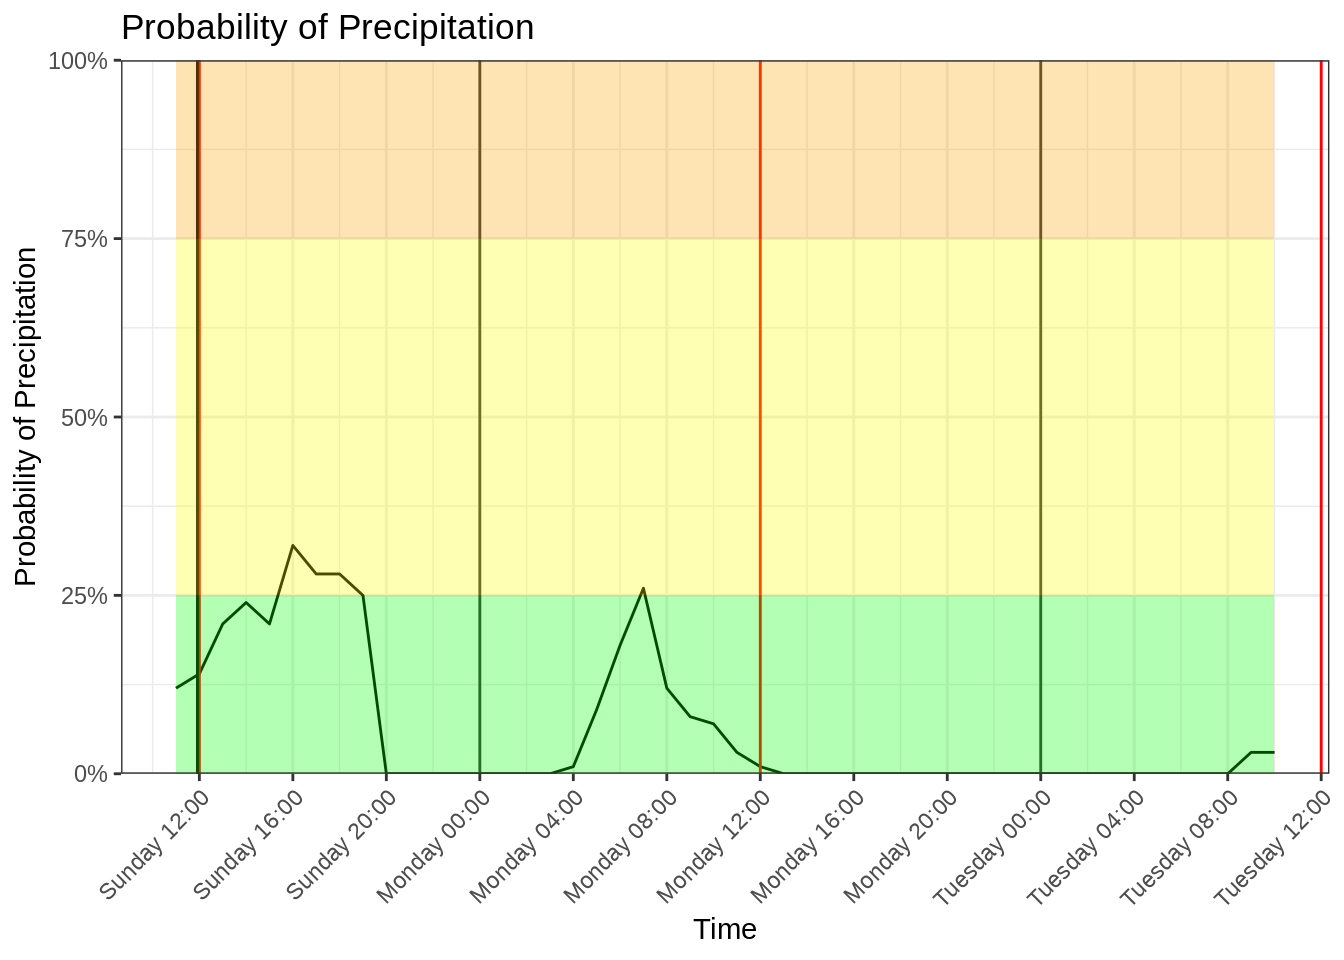 Probability of Precipitation
Probability of Precipitation
100%
75%
50%
25%
0%
Sunday 12:00
Sunday 16:00
Sunday 20:00
Monday 00:00
Monday 04:00
Monday 08:00
Monday 12:00
Monday 16:00
Monday 20:00
Tuesday 00:00
Tuesday 04:00
Tuesday 08:00
Tuesday 12:00
Time